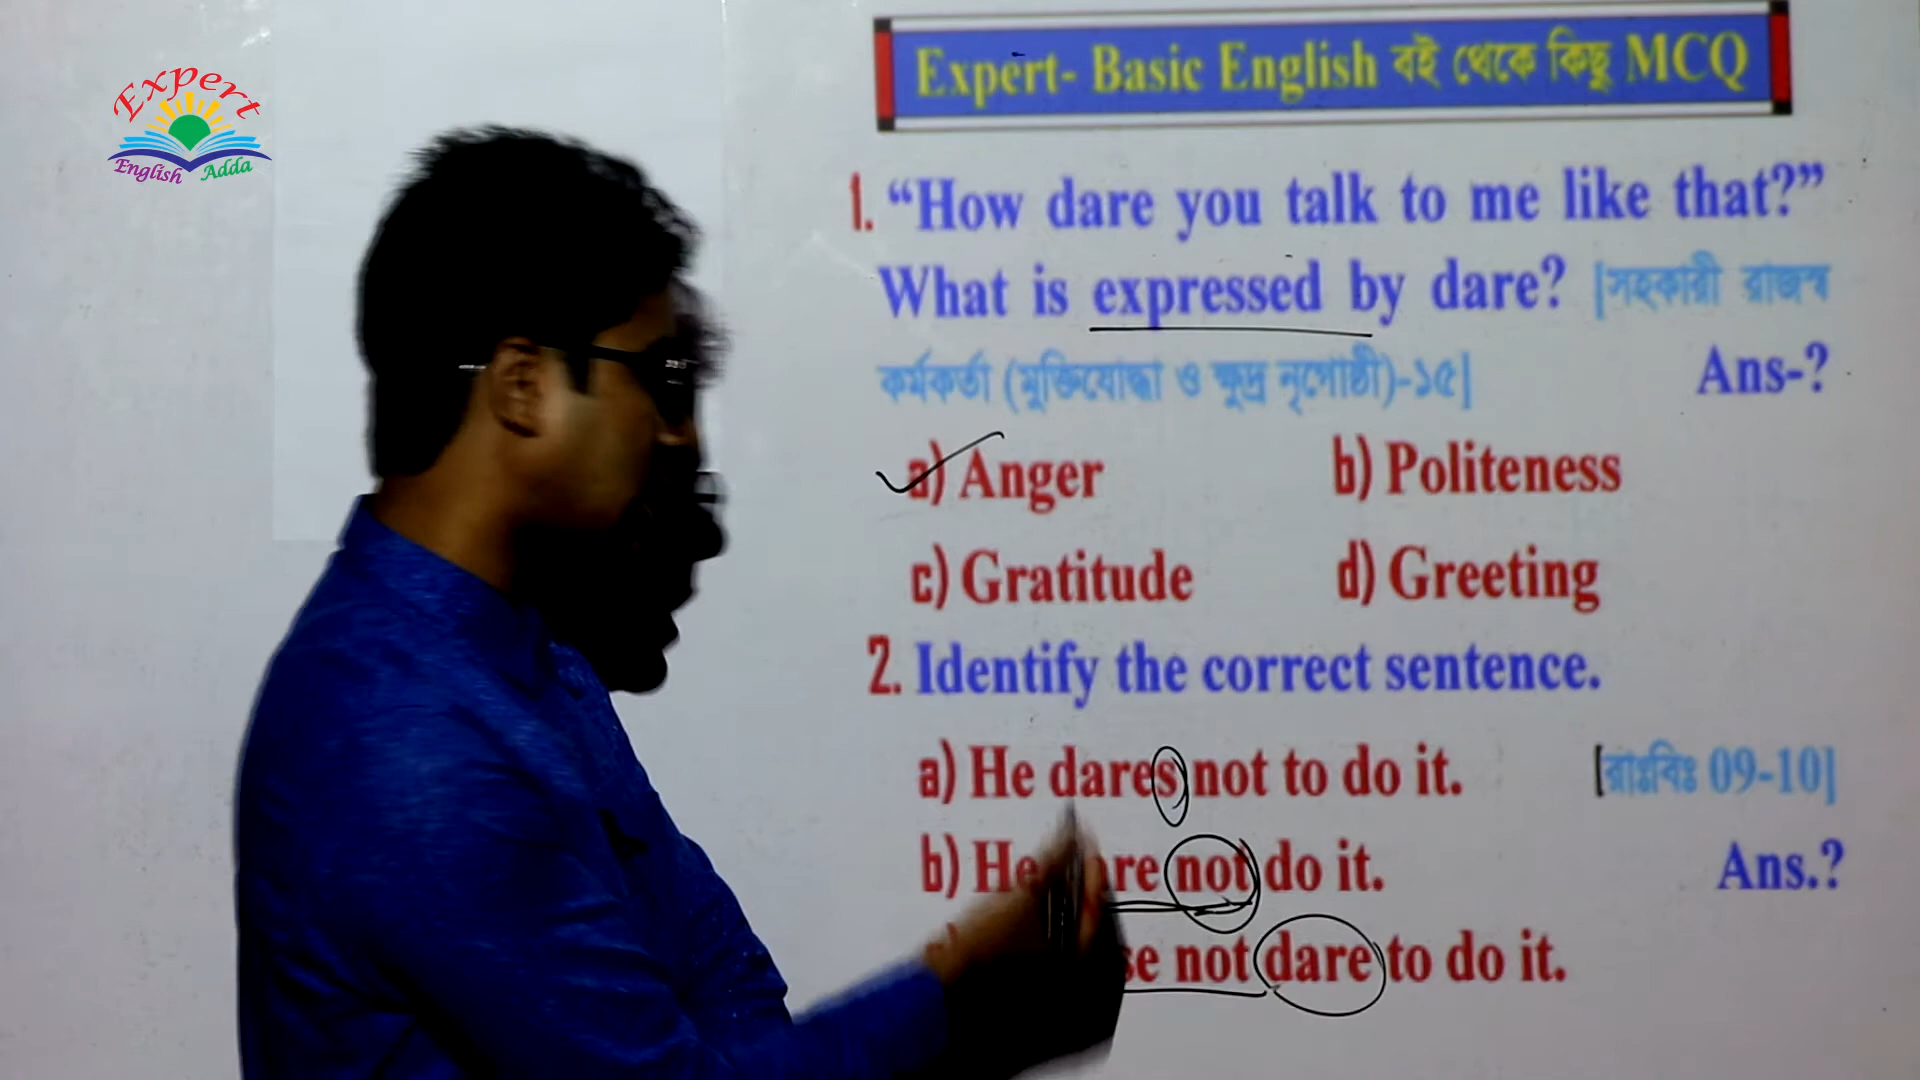 Expert
English Adda
Expert- Basic English বই থেকে কিছু MCQ
1. “How dare you talk to me like that?”
What is expressed by dare? [সহকারী রাজস্ব
কর্মকর্তা (মুক্তিযোদ্ধা ও ক্ষুদ্র নৃগোষ্ঠী)-১৫] Ans-?
a) Anger b) Politeness
c) Gratitude d) Greeting
2. Identify the correct sentence.
a) He dares not to do it. [রাঃবিঃ 09-10]
b) He not do it. Ans.?
not dare to do it.